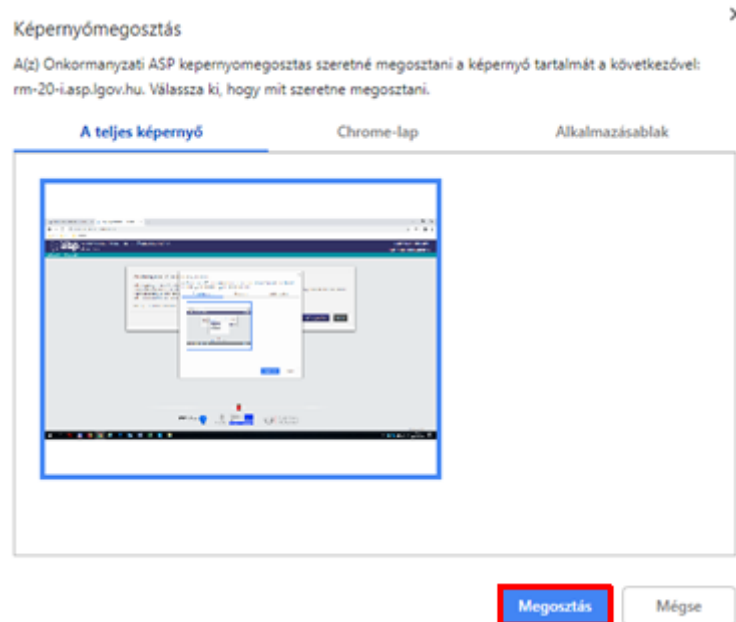 Képernyőmegosztás
A(z) Onkormanyzati ASP kepernyomegosztas szeretné megosztani a képernyő tartalmát a következővel:
rm-20-i.asp.lgov.hu. Válassza ki, hogy mit szeretne megosztani.
A teljes képernyő Chrome-lap Alkalmazásablak
asp
Megosztás Mégse